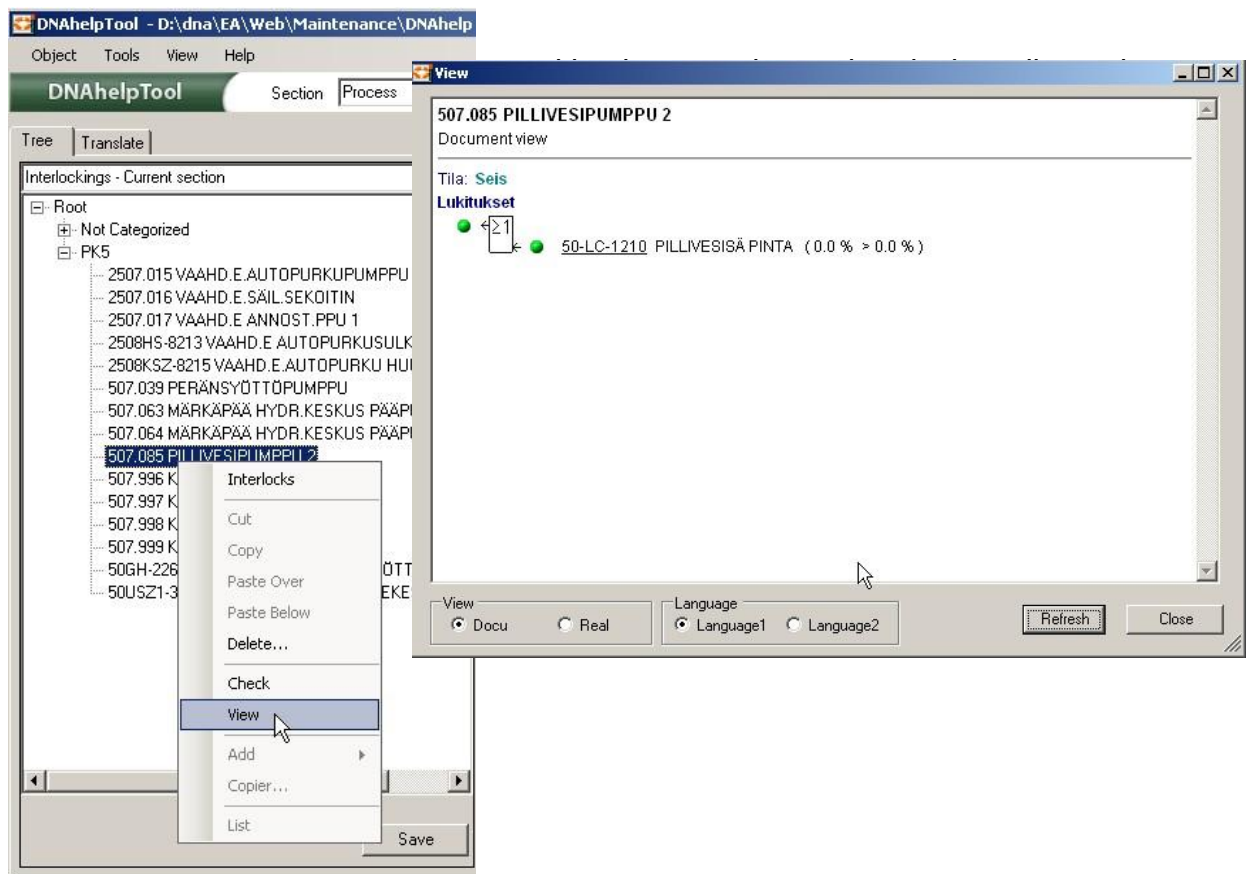 DNAhelpTool - D:\dna\EA\Web\Maintenance\DNAhelp
Object Tools View Help
DNAhelpTool Section Process
Tree Translate
Interlockings - Current section
Root
Not Categorized
PK5
2507.015 VAAHD.E.AUTOPURKUPUMPPU
2507.016 VAAHD.E.SÄIL.SEKOITIN
2507.017 VAAHD.E ANNOST.PPU 1
2508HS-8213 VAAHD.E AUTOPURKUSULK
2508KSZ-8215 VAAHD.E.AUTOPURKU HU
507.039 PERÄNSYÖTTÖPUMPPU
507.063 MÄRKÄPÄÄ HYDR.KESKUS PÄÄP
507.064 MÄRKÄPÄÄ HYDR.KESKUS PÄÄP
507.085 PILLIVESIPUMPPU 2
507.996 K
507.997 K
507.998 K
507.999 K
50GH-226 ÖTT
50USZ1-3 EKE
Interlocks
Cut
Copy
Paste Over
Paste Below
Delete...
Check
View
Add
Copier...
List
Save
View
507.085 PILLIVESIPUMPPU 2
Document view
Tila: Seis
Lukitukset
≥1
50-LC-1210 PILLIVESISÄ PINTA ( 0.0 % > 0.0 % )
View Language
Docu Real Language1 Language2 Refresh Close